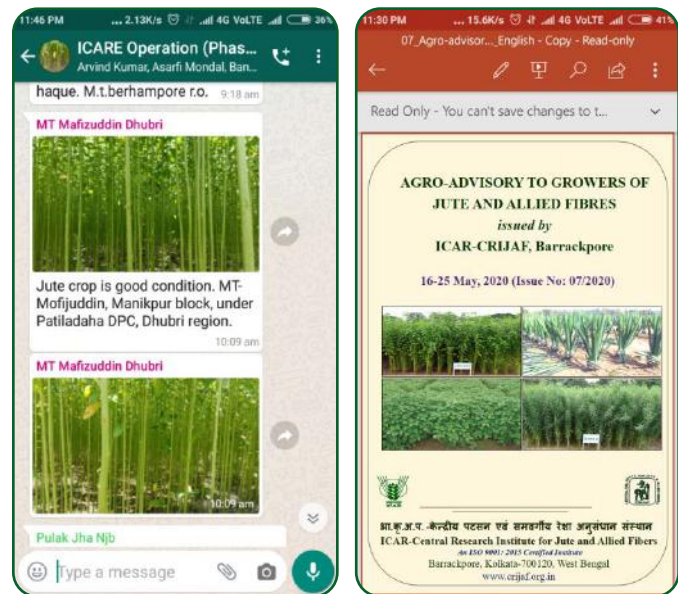 11:46 PM
... 2.13K/s
4G VoLTE
36%
ICARE Operation (Phas...
Arvind Kumar, Asarfi Mondal, Ban...
haque. M.t.berhampore r.o. 9:18 am
MT Mafizuddin Dhubri
Jute crop is good condition. MT-
Mofijuddin, Manikpur block, under
Patiladaha DPC, Dhubri region.
10:09 am
MT Mafizuddin Dhubri
10:09 am
Pulak Jha Njb
Type a message
11:30 PM
... 15.6K/s
4G VoLTE
41%
07_Agro-advisor..._English - Copy - Read-only
Read Only - You can't save changes to t...
AGRO-ADVISORY TO GROWERS OF
JUTE AND ALLIED FIBRES
issued by
ICAR-CRIJAF, Barrackpore
16-25 May, 2020 (Issue No: 07/2020)
भा.कृ.अ.प. -केन्द्रीय पटसन एवं समवर्गीय रेशा अनुसंधान संस्थान
ICAR-Central Research Institute for Jute and Allied Fibers
An ISO 9001: 2015 Certified Institute
Barrackpore, Kolkata-700120, West Bengal
www.crijaf.org.in